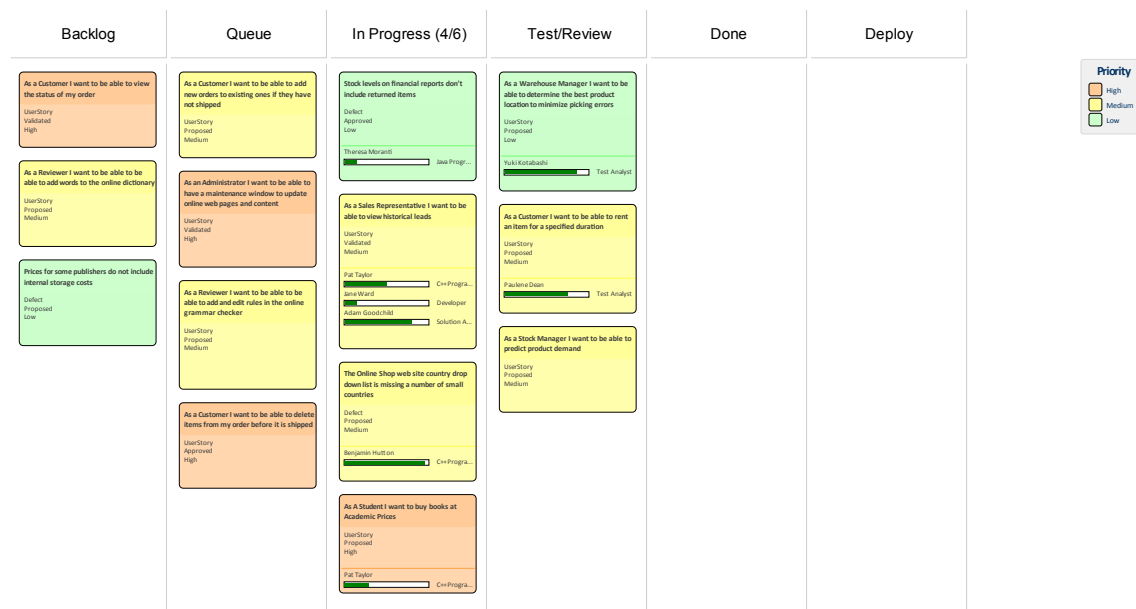 Backlog
Queue
In Progress (4/6)
Test/Review
Done
Deploy
As a Customer I want to be able to view
the status of my order
UserStory
Validated
High
As a Reviewer I want to be able to be
able to add words to the online dictionary
UserStory
Proposed
Medium
Prices for some publishers do not include
internal storage costs
Defect
Proposed
Low
As a Customer I want to be able to add
new orders to existing ones if they have
not shipped
UserStory
Proposed
Medium
As an Administrator I want to be able to
have a maintenance window to update
online web pages and content
UserStory
Validated
High
As a Reviewer I want to be able to be
able to add and edit rules in the online
grammar checker
UserStory
Proposed
Medium
As a Customer I want to be able to delete
items from my order before it is shipped
UserStory
Approved
High
Stock levels on financial reports don't
include returned items
Defect
Approved
Low
Theresa Moranti
Java Progr...
As a Sales Representative I want to be
able to view historical leads
UserStory
Validated
Medium
Pat Taylor
C++ Progra...
Jane Ward
Developer
Adam Goodchild
Solution A...
The Online Shop web site country drop
down list is missing a number of small
countries
Defect
Proposed
Medium
Benjamin Hutton
C++ Progra...
As A Student I want to buy books at
Academic Prices
UserStory
Proposed
High
Pat Taylor
C++ Progra...
As a Warehouse Manager I want to be
able to determine the best product
location to minimize picking errors
UserStory
Proposed
Low
Yuki Kotabashi
Test Analyst
As a Customer I want to be able to rent
an item for a specified duration
UserStory
Proposed
Medium
Paulene Dean
Test Analyst
As a Stock Manager I want to be able to
predict product demand
UserStory
Proposed
Medium
Priority
High
Medium
Low